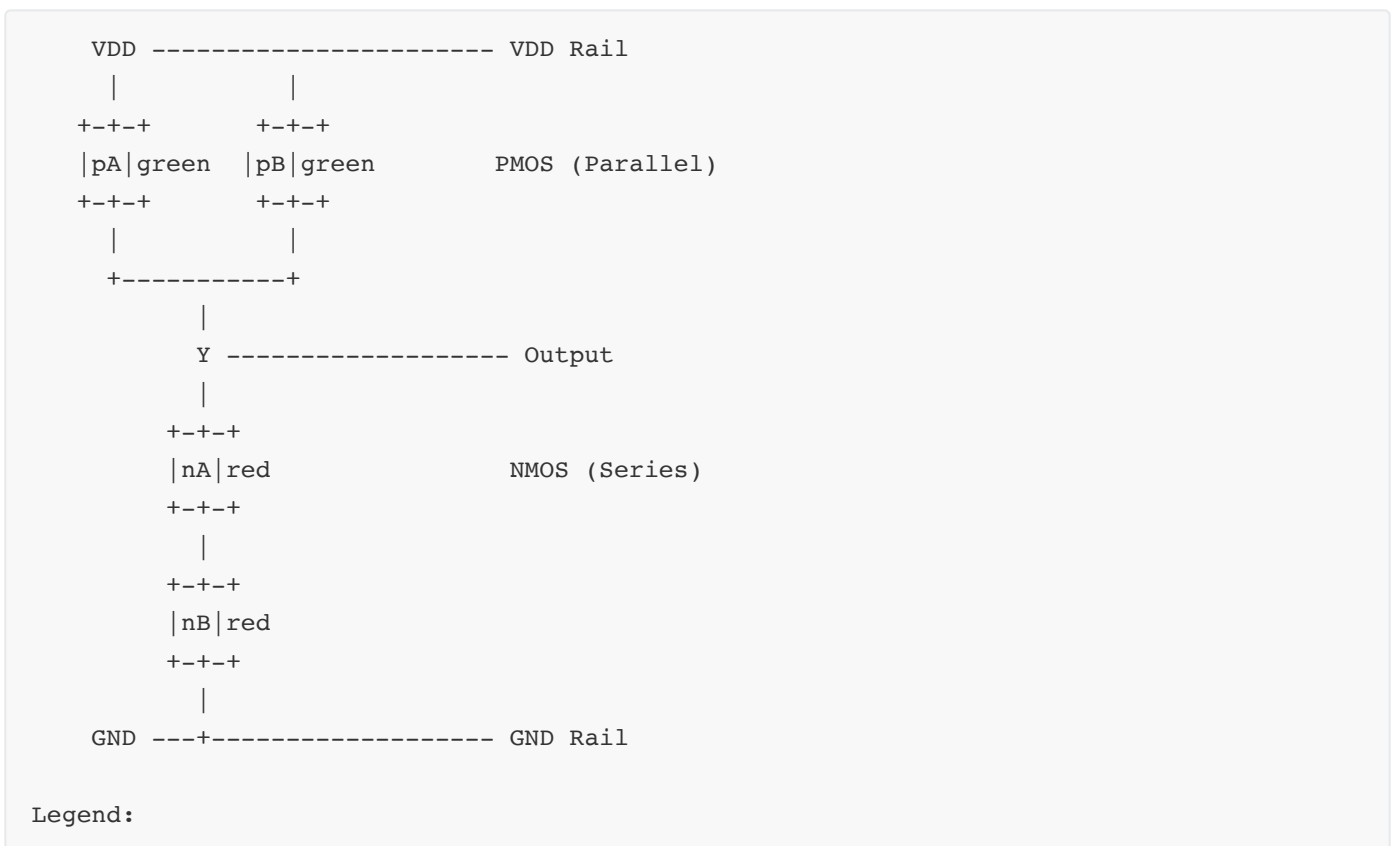 VDD ----------------------- VDD Rail
|           |
+-+-+       +-+-+
|pA|green  |pB|green        PMOS (Parallel)
+-+-+       +-+-+
|           |
+-----------+
|
Y ------------------- Output
|
+-+-+
|nA|red                NMOS (Series)
+-+-+
|
+-+-+
|nB|red
+-+-+
|
GND ---+------------------- GND Rail
Legend: